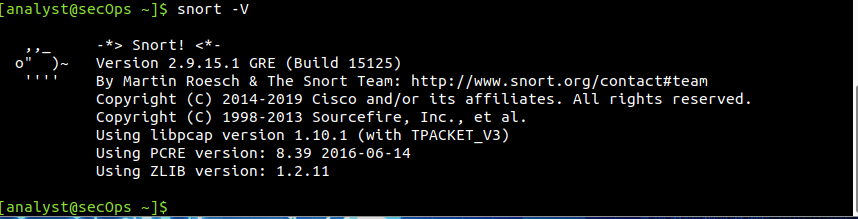 [analyst@secOps ~]$ snort -V
,,_ -*> Snort! <*-
o" )~ Version 2.9.15.1 GRE (Build 15125)
'''' By Martin Roesch & The Snort Team: http://www.snort.org/contact#team
Copyright (C) 2014-2019 Cisco and/or its affiliates. All rights reserved.
Copyright (C) 1998-2013 Sourcefire, Inc., et al.
Using libpcap version 1.10.1 (with TPACKET_V3)
Using PCRE version: 8.39 2016-06-14
Using ZLIB version: 1.2.11
[analyst@secOps ~]$